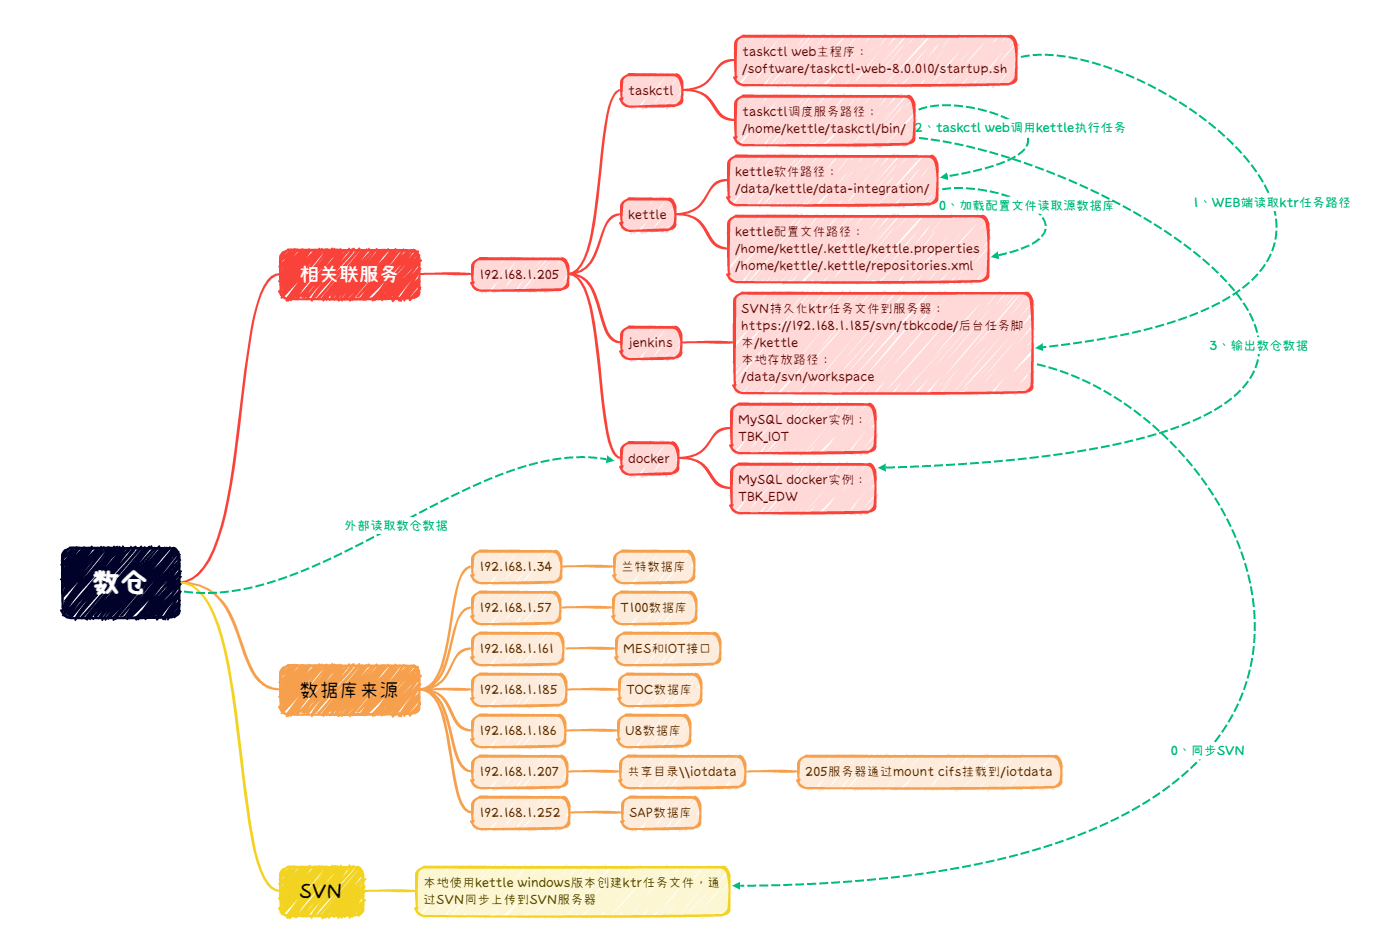 taskctl web主程序：
/software/taskctl-web-8.0.010/startup.sh
taskctl
taskctl调度服务路径：
/home/kettle/taskctl/bin/
2、taskctl web调用kettle执行任务
kettle软件路径：
/data/kettle/data-integration/
0、加载配置文件读取源数据库
1、WEB端读取ktr任务路径
kettle
kettle配置文件路径：
/home/kettle/.kettle/kettle.properties
/home/kettle/.kettle/repositories.xml
相关联服务
192.168.1.205
SVN持久化ktr任务文件到服务器：
https://192.168.1.185/svn/tbkcode/后台任务脚
本/kettle
本地存放路径：
/data/svn/workspace
jenkins
3、输出数仓数据
MySQL docker实例：
TBK_IOT
docker
MySQL docker实例：
TBK_EDW
外部读取数仓数据
数仓
192.168.1.34
兰特数据库
192.168.1.57
T100数据库
192.168.1.161
MES和IOT接口
数据库来源
192.168.1.185
TOC数据库
192.168.1.186
U8数据库
0、同步SVN
192.168.1.207
共享目录\\iotdata
205服务器通过mount cifs挂载到/iotdata
192.168.1.252
SAP数据库
SVN
本地使用kettle windows版本创建ktr任务文件，通
过SVN同步上传到SVN服务器